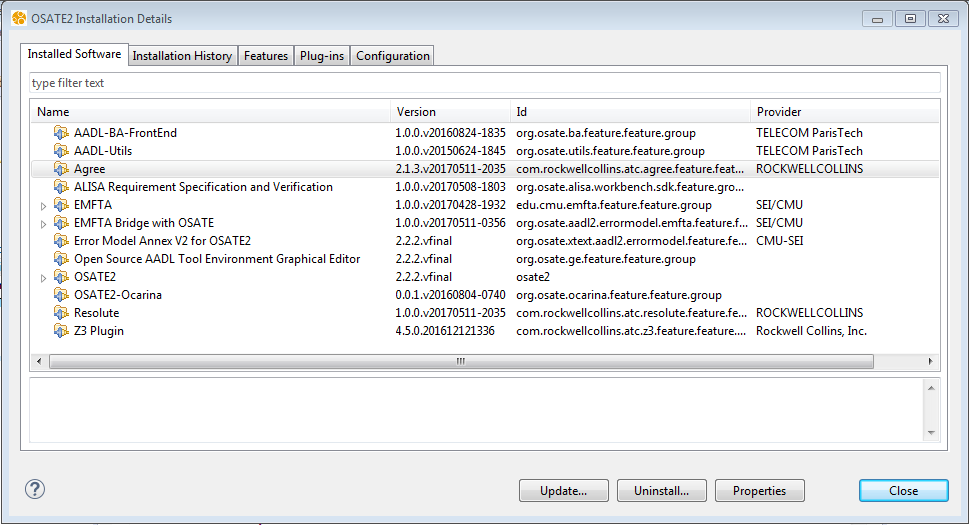 OSATE2 Installation Details
Installed Software Installation History Features Plug-ins Configuration
type filter text
Name Version Id Provider
AADL-BA-FrontEnd 1.0.0.v20160824-1835 org.osate.ba.feature.feature.group TELECOM ParisTech
AADL-Utils 1.0.0.v20150624-1845 org.osate.utils.feature.feature.group TELECOM ParisTech
Agree 2.1.3.v20170511-2035 com.rockwellcollins.atc.agree.feature.feat... ROCKWELLCOLLINS
ALISA Requirement Specification and Verification 1.0.0.v20170508-1803 org.osate.alisa.workbench.sdk.feature.gro...
EMFTA 1.0.0.v20170428-1932 edu.cmu.emfta.feature.feature.group SEI/CMU
EMFTA Bridge with OSATE 1.0.0.v20170511-0356 org.osate.aadl2.errormodel.emfta.feature.f... SEI/CMU
Error Model Annex V2 for OSATE2 2.2.2.vfinal org.osate.xtext.aadl2.errormodel.feature.fe... CMU-SEI
Open Source AADL Tool Environment Graphical Editor 2.2.2.vfinal org.osate.ge.feature.feature.group
OSATE2 2.2.2.vfinal osate2
OSATE2-Ocarina 0.0.1.v20160804-0740 org.osate.ocarina.feature.feature.group
Resolute 1.0.0.v20170511-2035 com.rockwellcollins.atc.resolute.feature.fe... ROCKWELLCOLLINS
Z3 Plugin 4.5.0.201612121336 com.rockwellcollins.atc.z3.feature.feature.... Rockwell Collins, Inc.
? Update... Uninstall... Properties Close